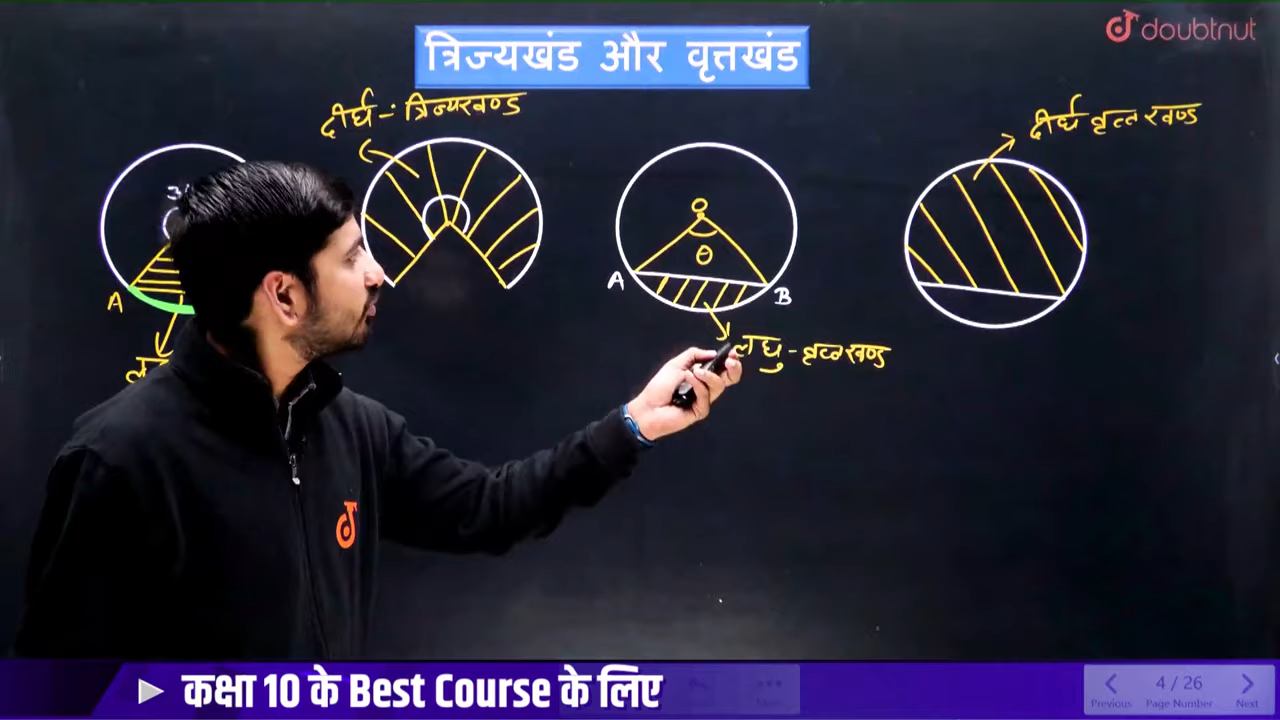 doubtnut
त्रिज्यखंड और वृत्तखंड
दीर्घ - त्रिज्यखण्ड
दीर्घ वृत्तखण्ड
O
θ
A
A
B
लघु - वृत्तखण्ड
कक्षा 10 के Best Course के लिए
4 / 26
Previous
Page Number
Next